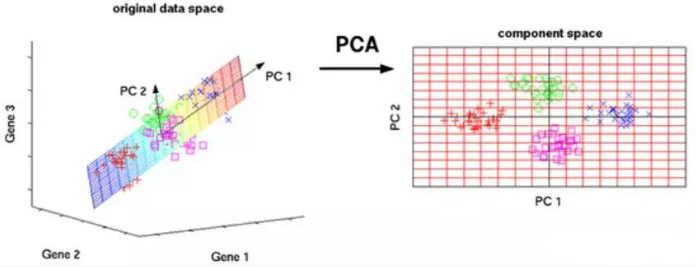 original data space
PC 1
PC 2
Gene 3
Gene 2
Gene 1
PCA
component space
PC 2
PC 1